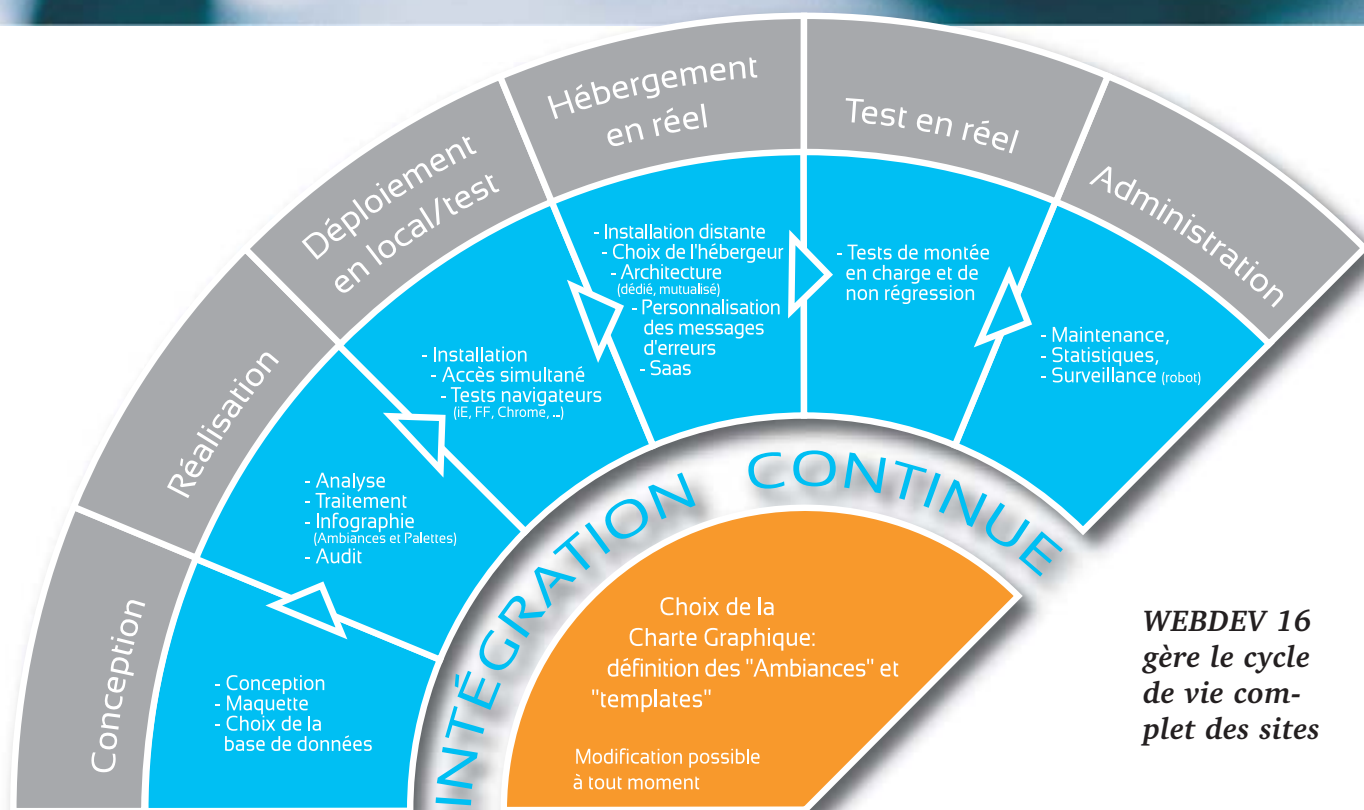 Conception
- Conception
- Maquette
- Choix de la
base de données
Réalisation
- Analyse
- Traitement
- Infographie
(Ambiances et Palettes)
- Audit
Déploiement
en local/test
- Installation
- Accès simultané
- Tests navigateurs
(iE, FF, Chrome, ...)
Hébergement
en réel
- Installation distante
- Choix de l'hébergeur
- Architecture
(dédié, mutualisé)
- Personnalisation
des messages
d'erreurs
- Saas
Test en réel
- Tests de montée
en charge et de
non régression
Administration
- Maintenance,
- Statistiques,
- Surveillance (robot)
INTÉGRATION CONTINUE
Choix de la
Charte Graphique:
définition des "Ambiances" et
"templates"
Modification possible
à tout moment
WEBDEV 16
gère le cycle
de vie com-
plet des sites